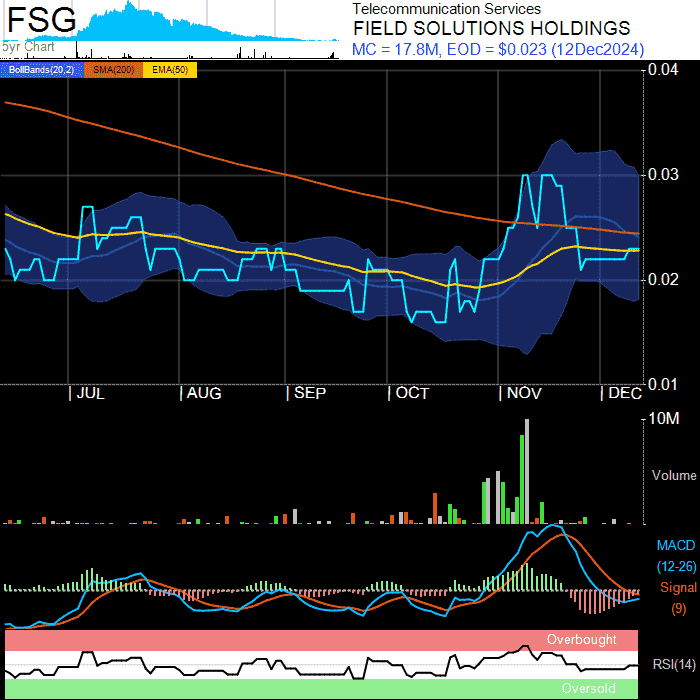 FSG
5yr Chart
Telecommunication Services
FIELD SOLUTIONS HOLDINGS
MC = 17.8M, EOD = $0.023 (12Dec2024)
BollBands(20,2) SMA(200) EMA(50)
0.04
0.03
0.02
0.01
JUL AUG SEP OCT NOV DEC
10M
Volume
MACD
(12-26)
Signal
(9)
Overbought
RSI(14)
Oversold